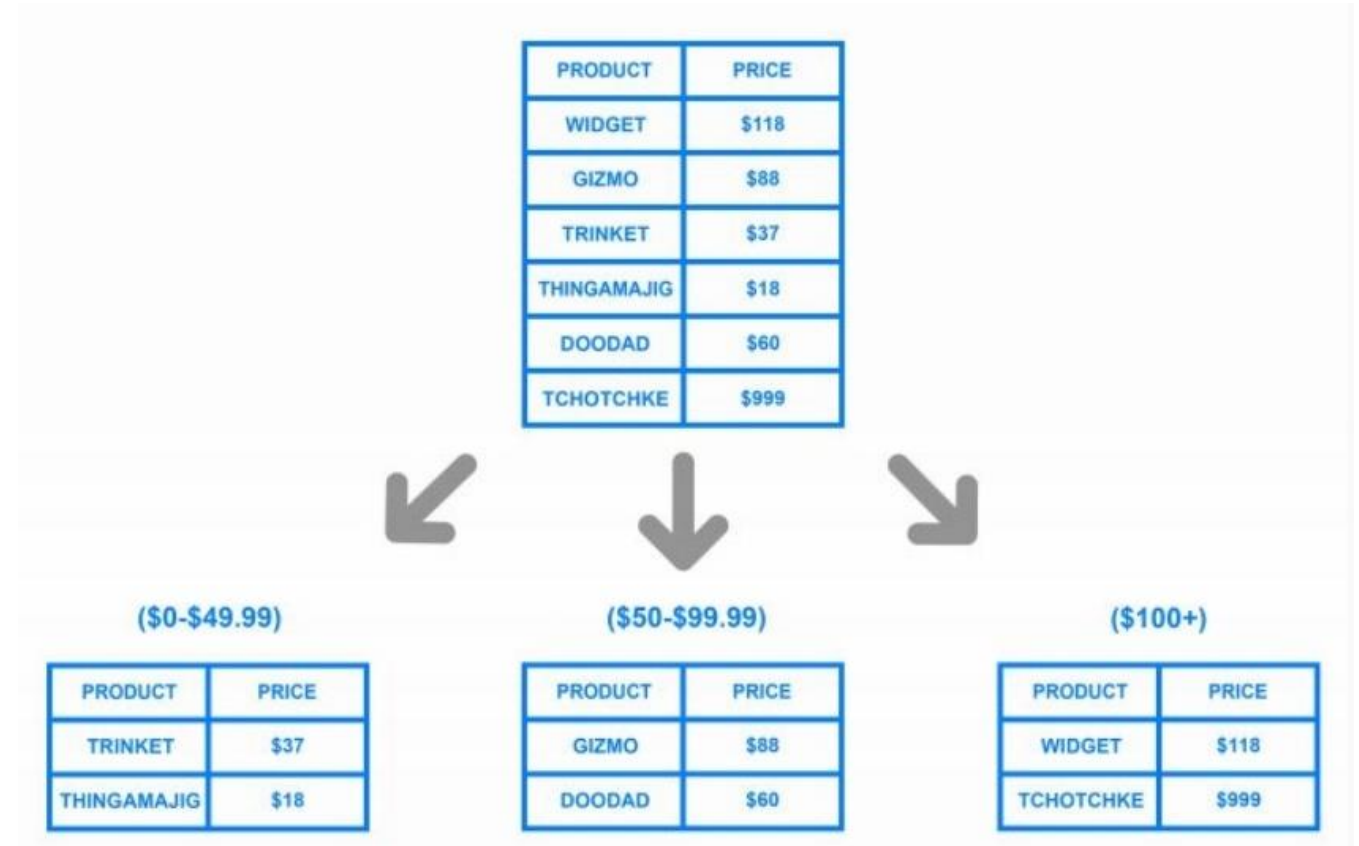 PRODUCT PRICE
WIDGET $118
GIZMO $88
TRINKET $37
THINGAMAJIG $18
DOODAD $60
TCHOTCHKE $999
($0-$49.99) ($50-$99.99) ($100+)
PRODUCT PRICE PRODUCT PRICE PRODUCT PRICE
TRINKET $37 GIZMO $88 WIDGET $118
THINGAMAJIG $18 DOODAD $60 TCHOTCHKE $999